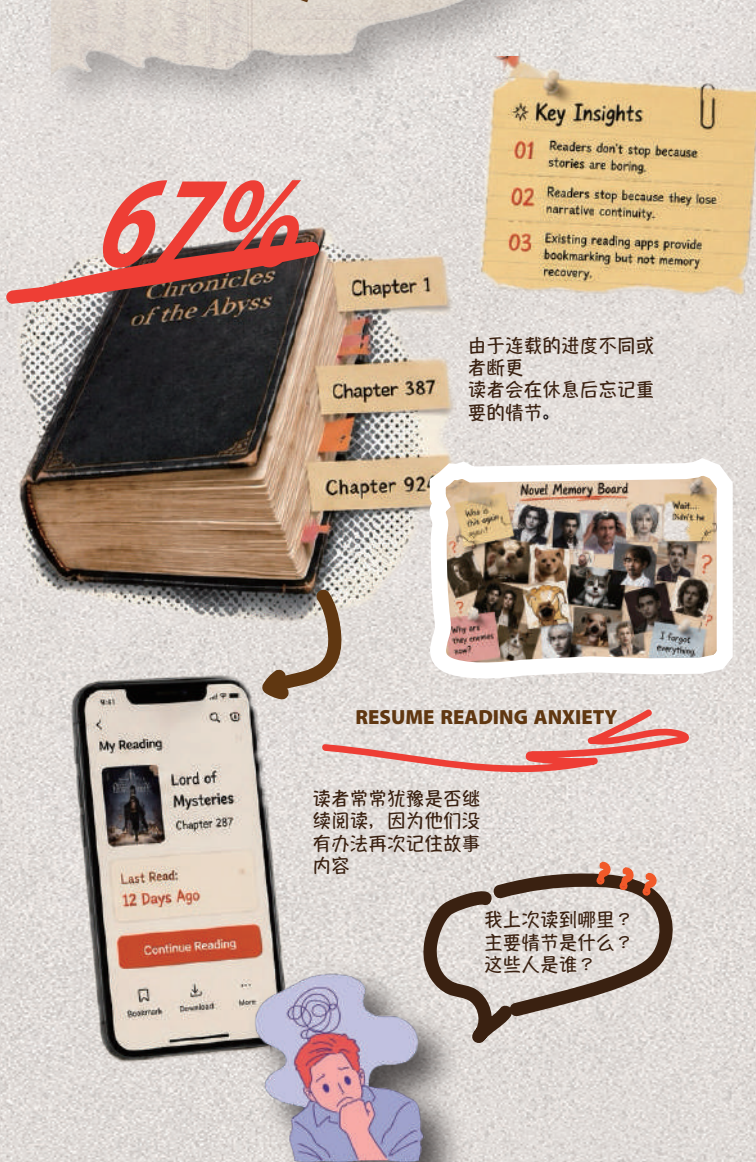 Key Insights
01 Readers don't stop because
stories are boring.
02 Readers stop because they lose
narrative continuity.
03 Existing reading apps provide
bookmarking but not memory
recovery.
67%
Chronicles
of the Abyss
Chapter 1
Chapter 387
Chapter 924
由于连载的进度不同或
者断更
读者会在休息后忘记重
要的情节。
Novel Memory Board
Who is
this again
again?
Wait...
Didn't he
?
?
?
?
Why are
they enemies
now?
I forgot
everything.
RESUME READING ANXIETY
9:41
My Reading
Lord of
Mysteries
Chapter 287
Last Read:
12 Days Ago
Continue Reading
Bookmark
Download
More
读者常常犹豫是否继
续阅读，因为他们没
有办法再次记住故事
内容
???
我上次读到哪里？
主要情节是什么？
这些人是谁？